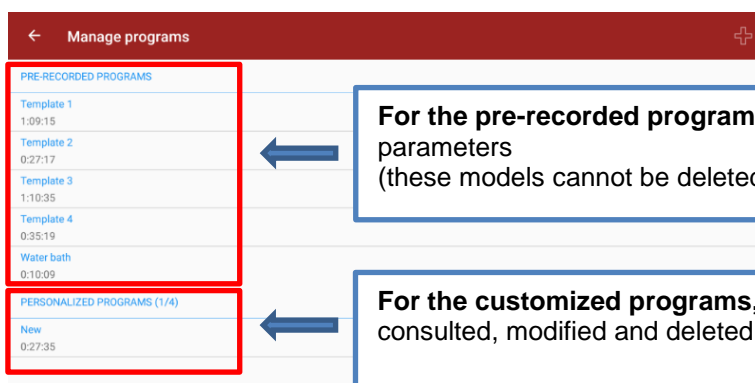 Manage programs
PRE-RECORDED PROGRAMS
Template 1
1:09:15
Template 2
0:27:17
Template 3
1:10:35
Template 4
0:35:19
Water bath
0:10:09
PERSONALIZED PROGRAMS (1/4)
New
0:27:35
For the pre-recorded program
parameters
(these models cannot be deleted
For the customized programs,
consulted, modified and deleted